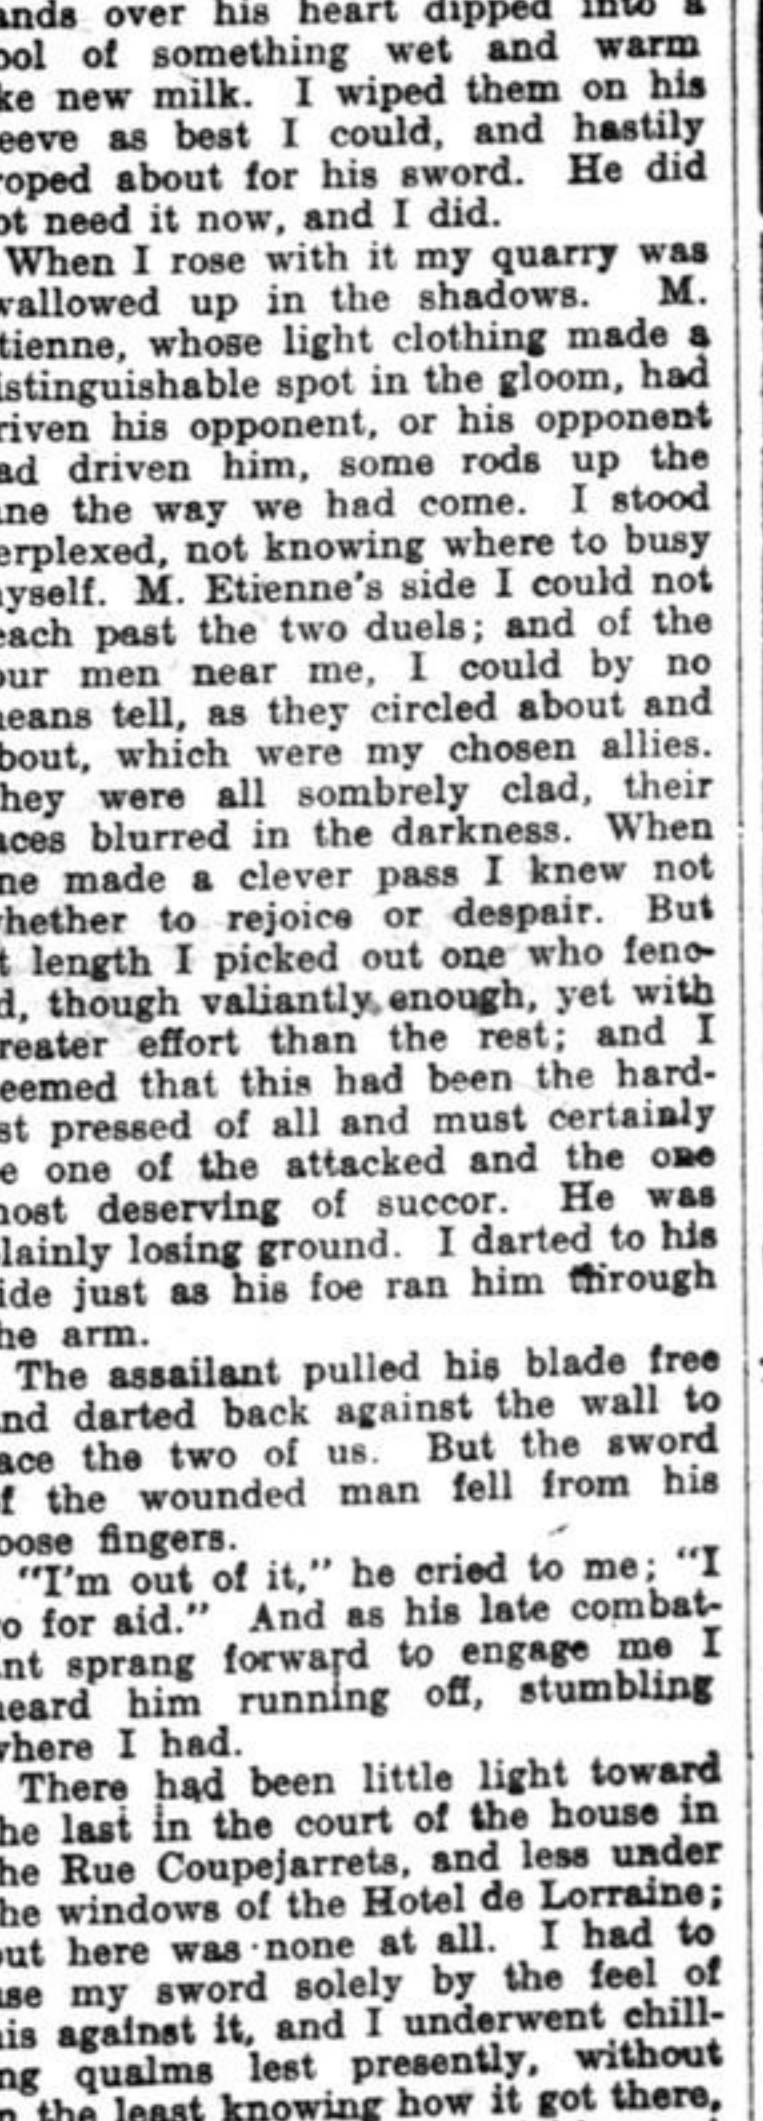 ands over his heart dipped into a
ool of something wet and warm
ke new milk. I wiped them on his
eeve as best I could, and hastily
roped about for his sword. He did
ot need it now, and I did.
When I rose with it my quarry was
wallowed up in the shadows. M.
tienne, whose light clothing made a
istinguishable spot in the gloom, had
riven his opponent, or his opponent
ad driven him, some rods up the
ne the way we had come. I stood
erplexed, not knowing where to busy
yself. M. Etienne's side I could not
each past the two duels; and of the
our men near me, I could by no
eans tell, as they circled about and
bout, which were my chosen allies.
hey were all sombrely clad, their
aces blurred in the darkness. When
ne made a clever pass I knew not
hether to rejoice or despair. But
t length I picked out one who fenc-
d, though valiantly enough, yet with
reater effort than the rest; and I
eemed that this had been the hard-
st pressed of all and must certainly
e one of the attacked and the one
ost deserving of succor. He was
lainly losing ground. I darted to his
ide just as his foe ran him through
he arm.
The assailant pulled his blade free
nd darted back against the wall to
ace the two of us. But the sword
f the wounded man fell from his
oose fingers.
"I'm out of it," he cried to me; "I
o for aid." And as his late combat-
nt sprang forward to engage me I
heard him running off, stumbling
where I had.
There had been little light toward
he last in the court of the house in
he Rue Coupejarrets, and less under
he windows of the Hotel de Lorraine;
out here was none at all. I had to
use my sword solely by the feel of
his against it, and I underwent chill-
ng qualms lest presently, without
n the least knowing how it got there,